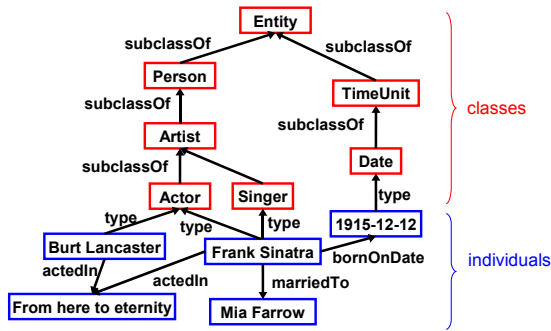 Entity
subclassOf
subclassOf
Person
TimeUnit
subclassOf
classes
subclassOf
Artist
Date
subclassOf
type
Actor
Singer
type
type
type
1915-12-12
Burt Lancaster
Frank Sinatra
bornOnDate
individuals
actedIn
actedIn
marriedTo
From here to eternity
Mia Farrow